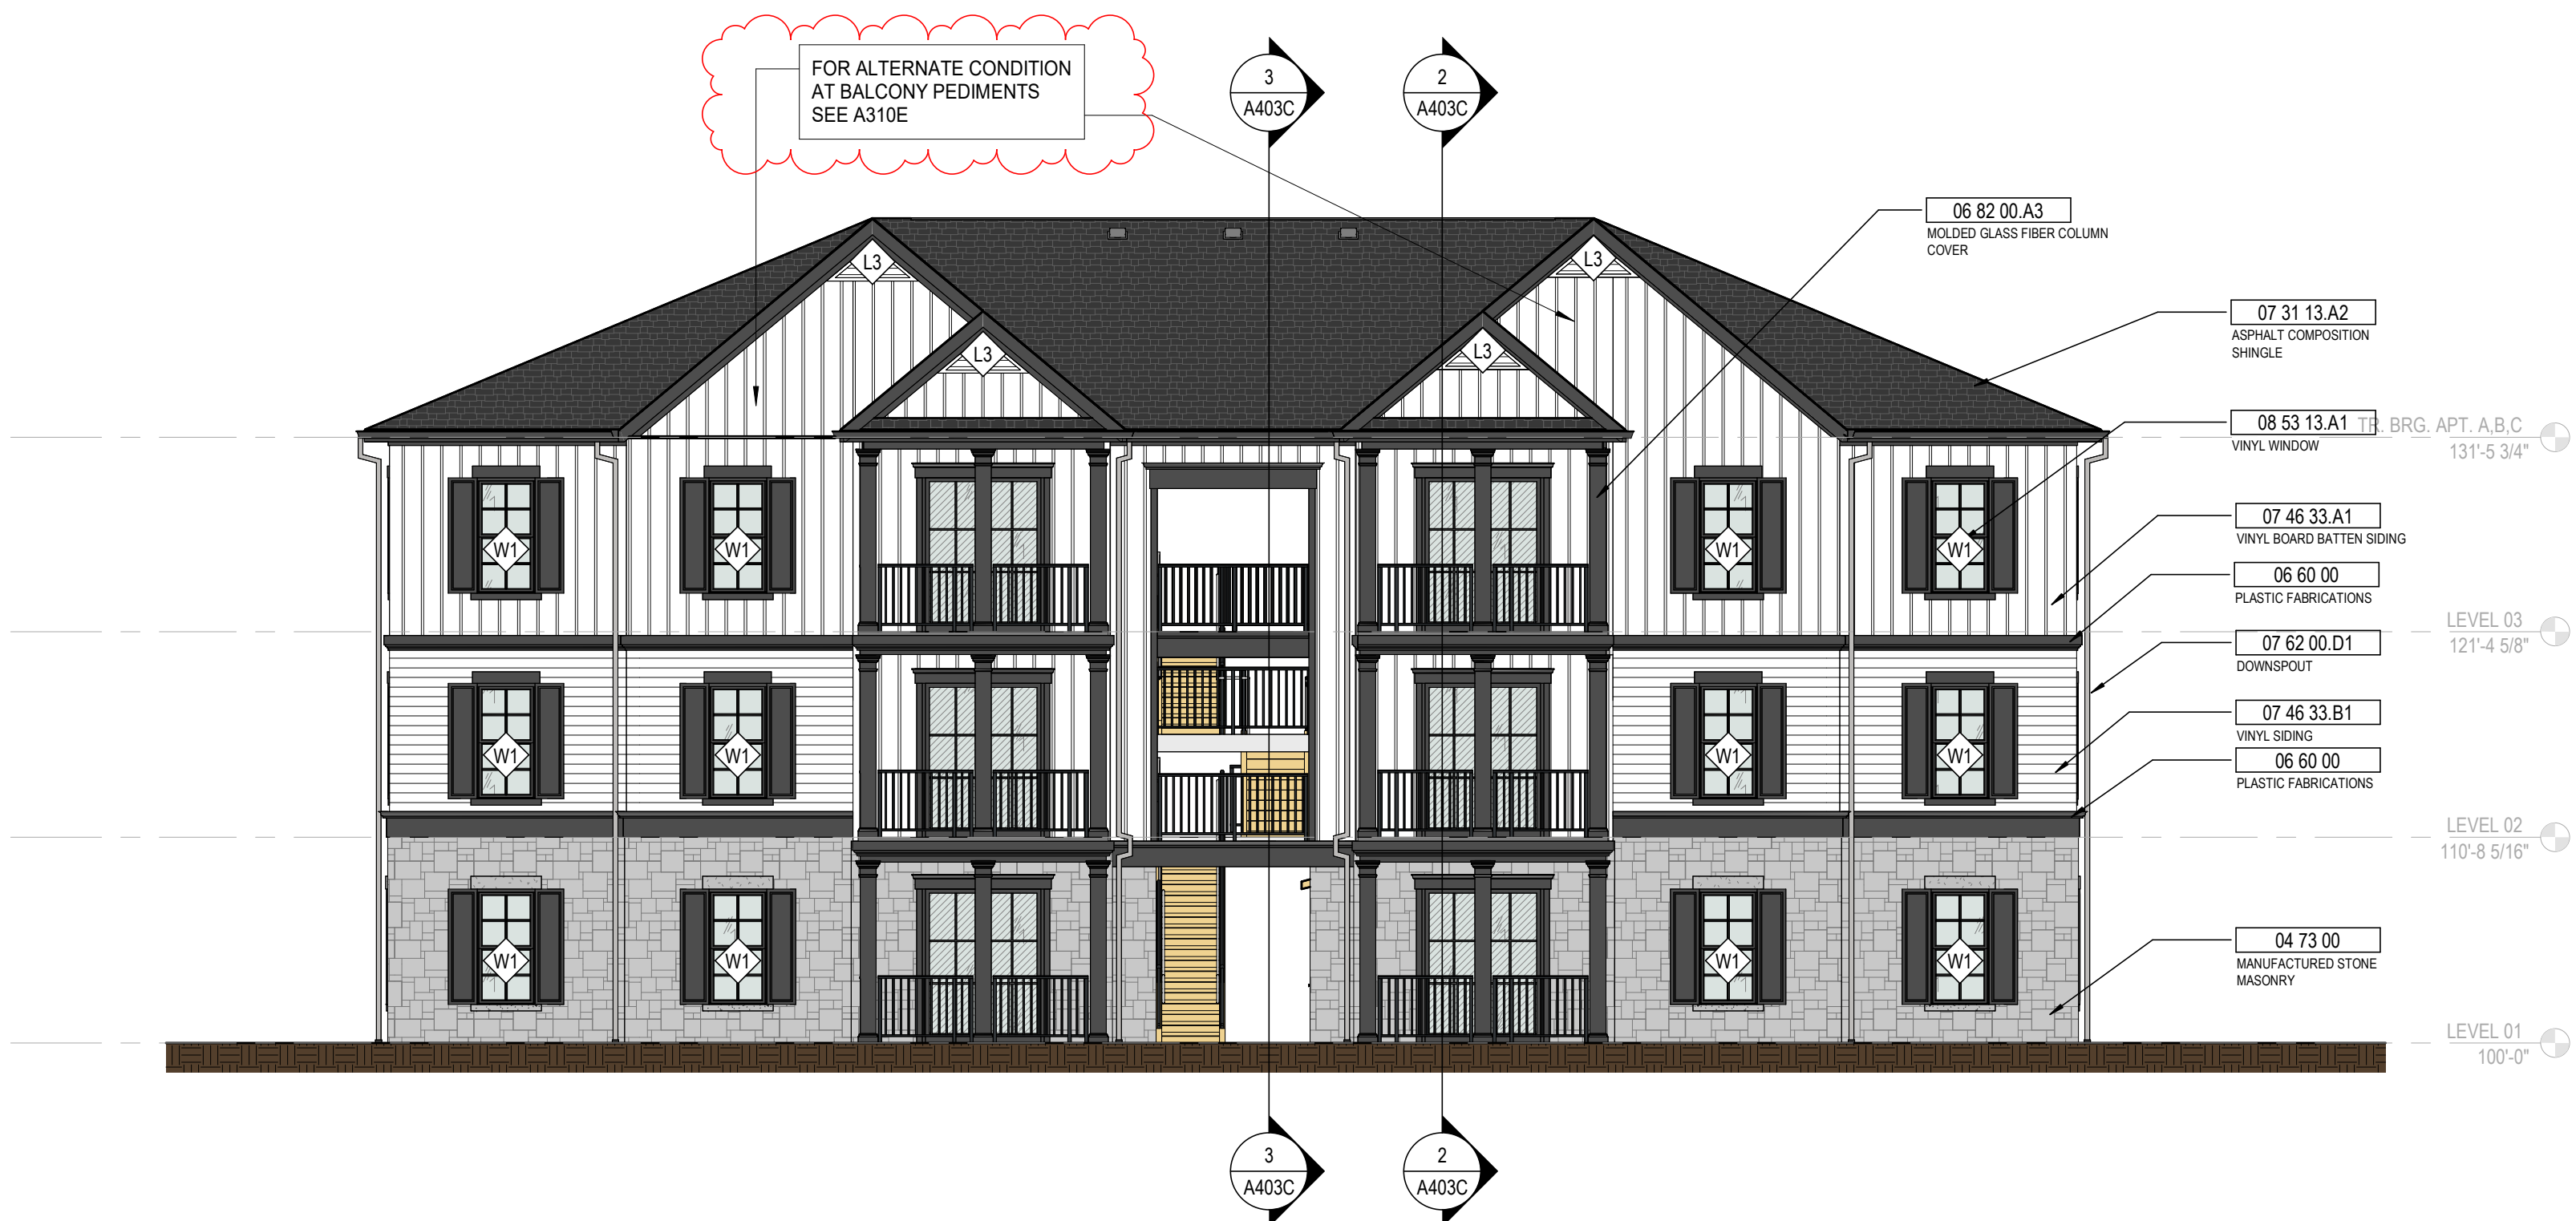 FOR ALTERNATE CONDITION
AT BALCONY PEDIMENTS
SEE A310E
3
A403C
2
A403C
06 82 00.A3
MOLDED GLASS FIBER COLUMN
COVER
L3
L3
L3
L3
07 31 13.A2
ASPHALT COMPOSITION
SHINGLE
08 53 13.A1
VINYL WINDOW
TR. BRG. APT. A,B,C
131'-5 3/4"
W1
W1
W1
W1
07 46 33.A1
VINYL BOARD BATTEN SIDING
06 60 00
PLASTIC FABRICATIONS
LEVEL 03
121'-4 5/8"
07 62 00.D1
DOWNSPOUT
07 46 33.B1
VINYL SIDING
W1
W1
W1
W1
06 60 00
PLASTIC FABRICATIONS
LEVEL 02
110'-8 5/16"
04 73 00
MANUFACTURED STONE
MASONRY
W1
W1
W1
W1
LEVEL 01
100'-0"
3
A403C
2
A403C